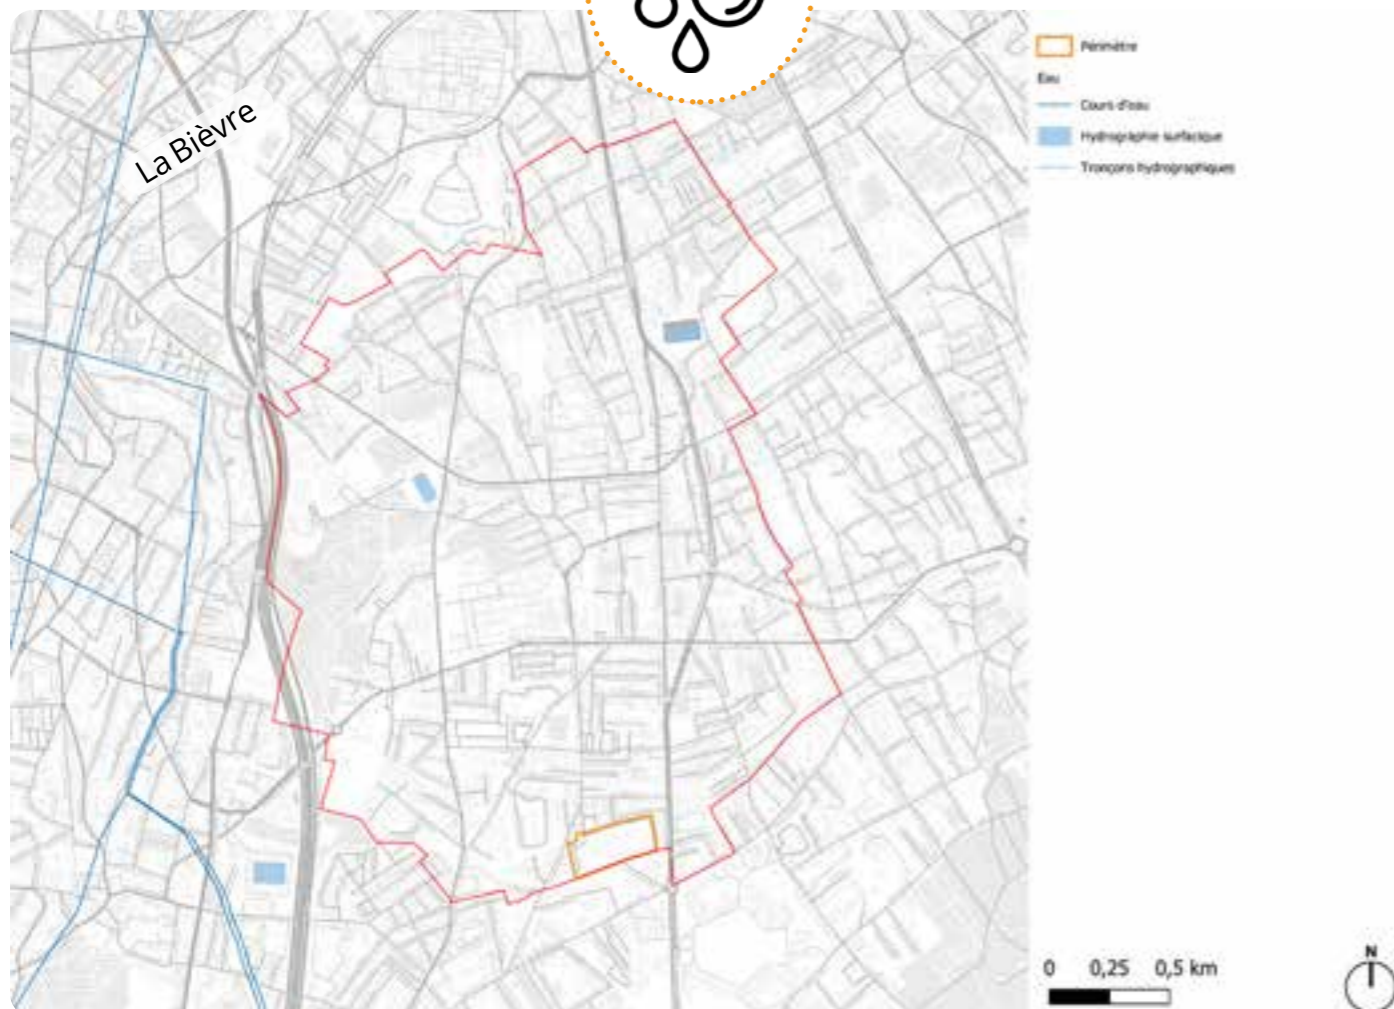 La Bièvre
Périmètre
Eau
Cours d'eau
Hydrographie surfacique
Tronçons hydrographiques
0 0,25 0,5 km
N